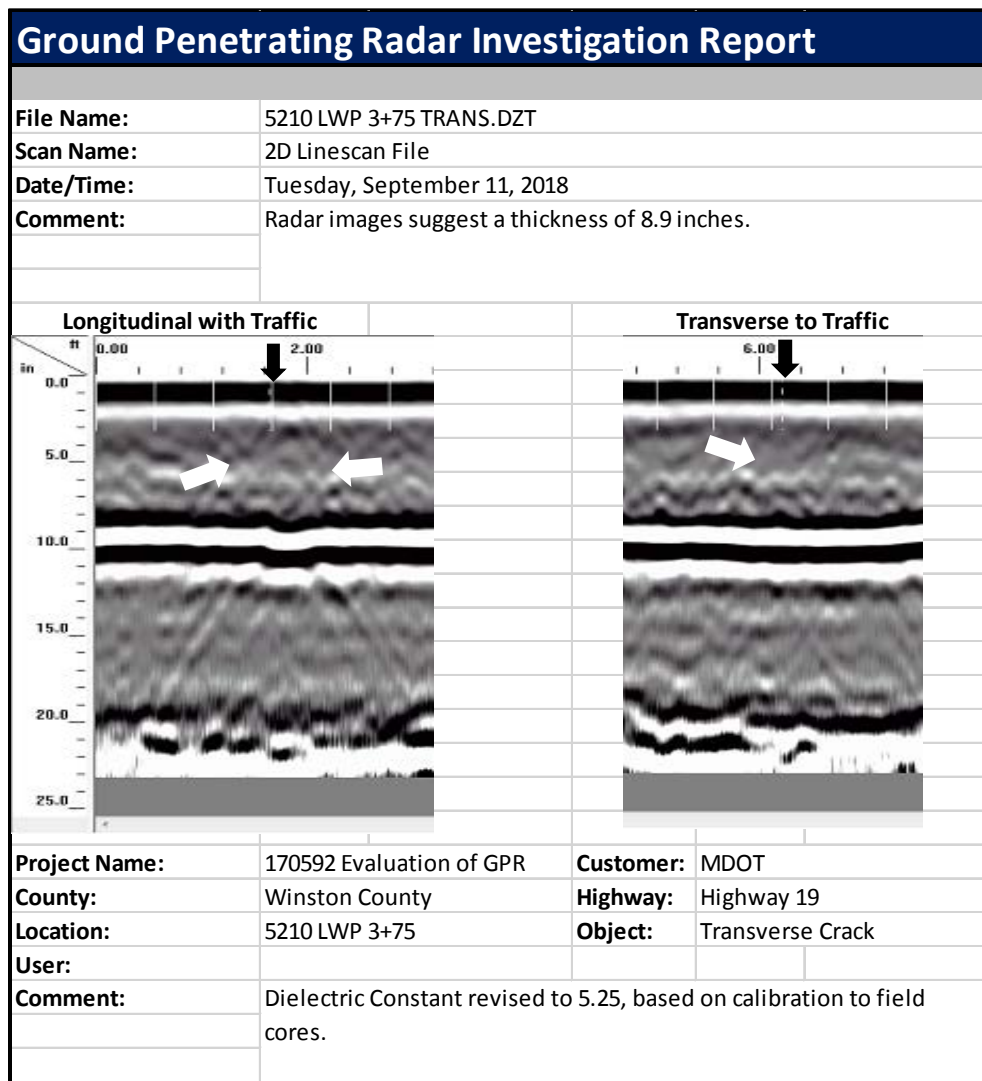 Ground Penetrating Radar Investigation Report
File Name: 5210 LWP 3+75 TRANS.DZT
Scan Name: 2D Linescan File
Date/Time: Tuesday, September 11, 2018
Comment: Radar images suggest a thickness of 8.9 inches.
Longitudinal with Traffic Transverse to Traffic
ft 0.00 2.00 6.00
in
0.0
5.0
10.0
15.0
20.0
25.0
Project Name: 170592 Evaluation of GPR Customer: MDOT
County: Winston County Highway: Highway 19
Location: 5210 LWP 3+75 Object: Transverse Crack
User:
Comment: Dielectric Constant revised to 5.25, based on calibration to field
cores.